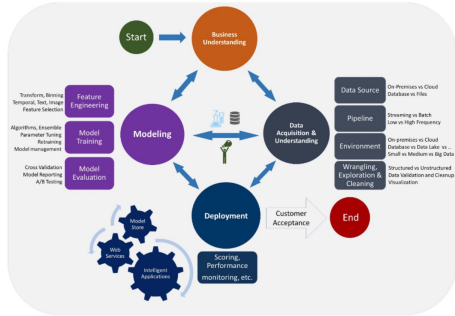 Start
Business
Understanding
Feature
Engineering
Transform, Binning
Temporal, Text, Image
Feature Selection
Model
Training
Algorithms, Ensemble
Parameter Tuning
Retraining
Model management
Model
Evaluation
Cross Validation
Model Reporting
A/B Testing
Modeling
Data
Acquisition &
Understanding
Data Source
On-Premises vs Cloud
Database vs Files
Pipeline
Streaming vs Batch
Low vs High Frequency
Environment
On-premises vs Cloud
Database vs Data Lake vs ..
Small vs Medium vs Big Data
Wrangling,
Exploration &
Cleaning
Structured vs Unstructured
Data Validation and Cleanup
Visualization
Deployment
Customer
Acceptance
End
Scoring,
Performance
monitoring, etc.
Model
Store
Web
Services
Intelligent
Applications